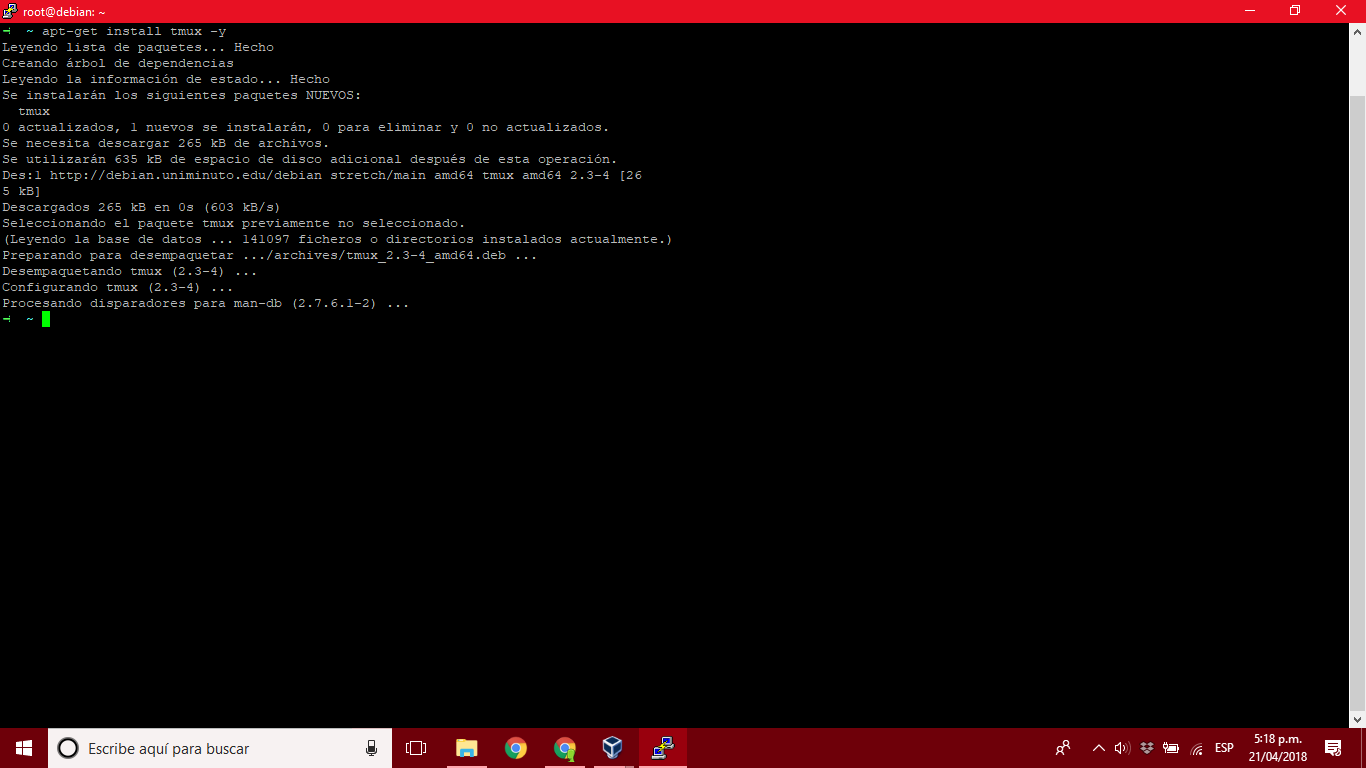 root@debian: ~
~ apt-get install tmux -y
Leyendo lista de paquetes... Hecho
Creando árbol de dependencias
Leyendo la información de estado... Hecho
Se instalarán los siguientes paquetes NUEVOS:
tmux
0 actualizados, 1 nuevos se instalarán, 0 para eliminar y 0 no actualizados.
Se necesita descargar 265 kB de archivos.
Se utilizarán 635 kB de espacio de disco adicional después de esta operación.
Des:1 http://debian.uniminuto.edu/debian stretch/main amd64 tmux amd64 2.3-4 [26
5 kB]
Descargados 265 kB en 0s (603 kB/s)
Seleccionando el paquete tmux previamente no seleccionado.
(Leyendo la base de datos ... 141097 ficheros o directorios instalados actualmente.)
Preparando para desempaquetar .../archives/tmux_2.3-4_amd64.deb ...
Desempaquetando tmux (2.3-4) ...
Configurando tmux (2.3-4) ...
Procesando disparadores para man-db (2.7.6.1-2) ...
~
Escribe aquí para buscar
ESP
5:18 p.m.
21/04/2018